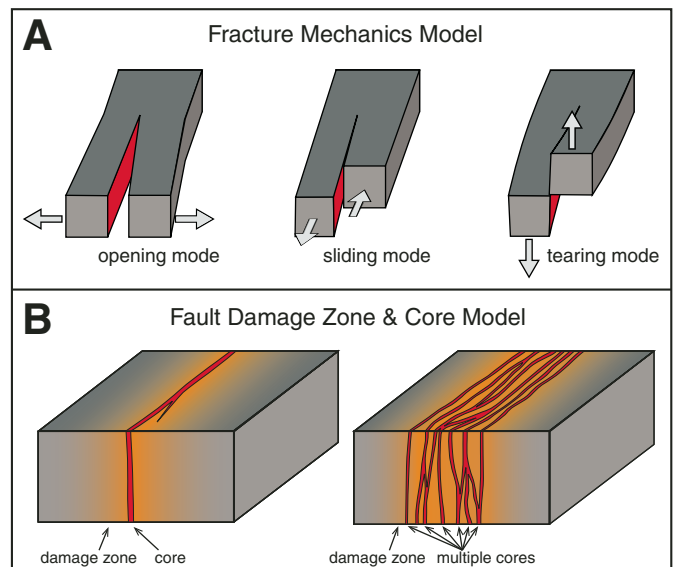 A
Fracture Mechanics Model
opening mode
sliding mode
tearing mode
B
Fault Damage Zone & Core Model
damage zone
core
damage zone
multiple cores